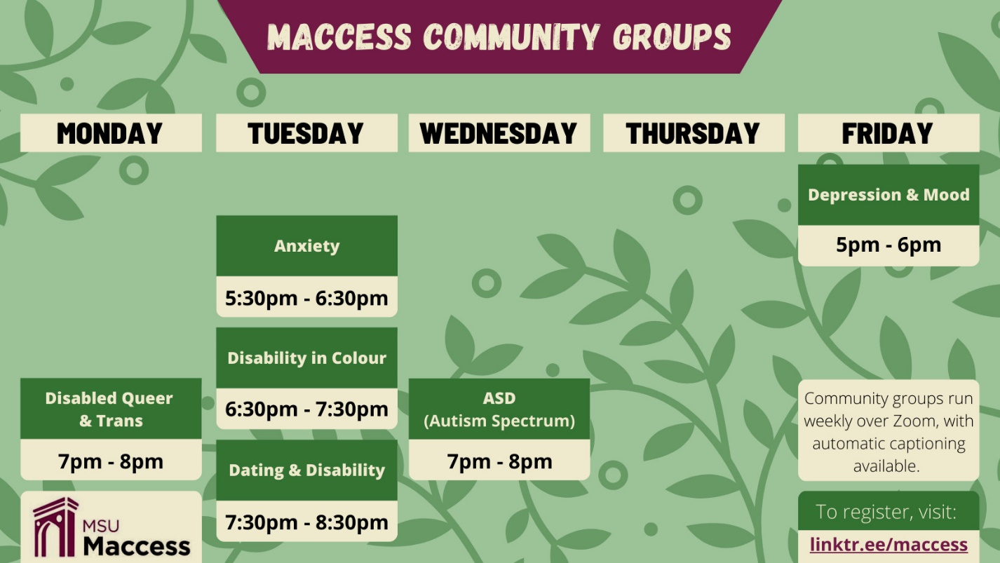 MACCESS COMMUNITY GROUPS
MONDAY
TUESDAY
WEDNESDAY
THURSDAY
FRIDAY
Disabled Queer
& Trans
7pm - 8pm
Anxiety
5:30pm - 6:30pm
Disability in Colour
6:30pm - 7:30pm
Dating & Disability
7:30pm - 8:30pm
ASD
(Autism Spectrum)
7pm - 8pm
Depression & Mood
5pm - 6pm
Community groups run
weekly over Zoom, with
automatic captioning
available.
To register, visit:
linktr.ee/maccess
MSU
Maccess